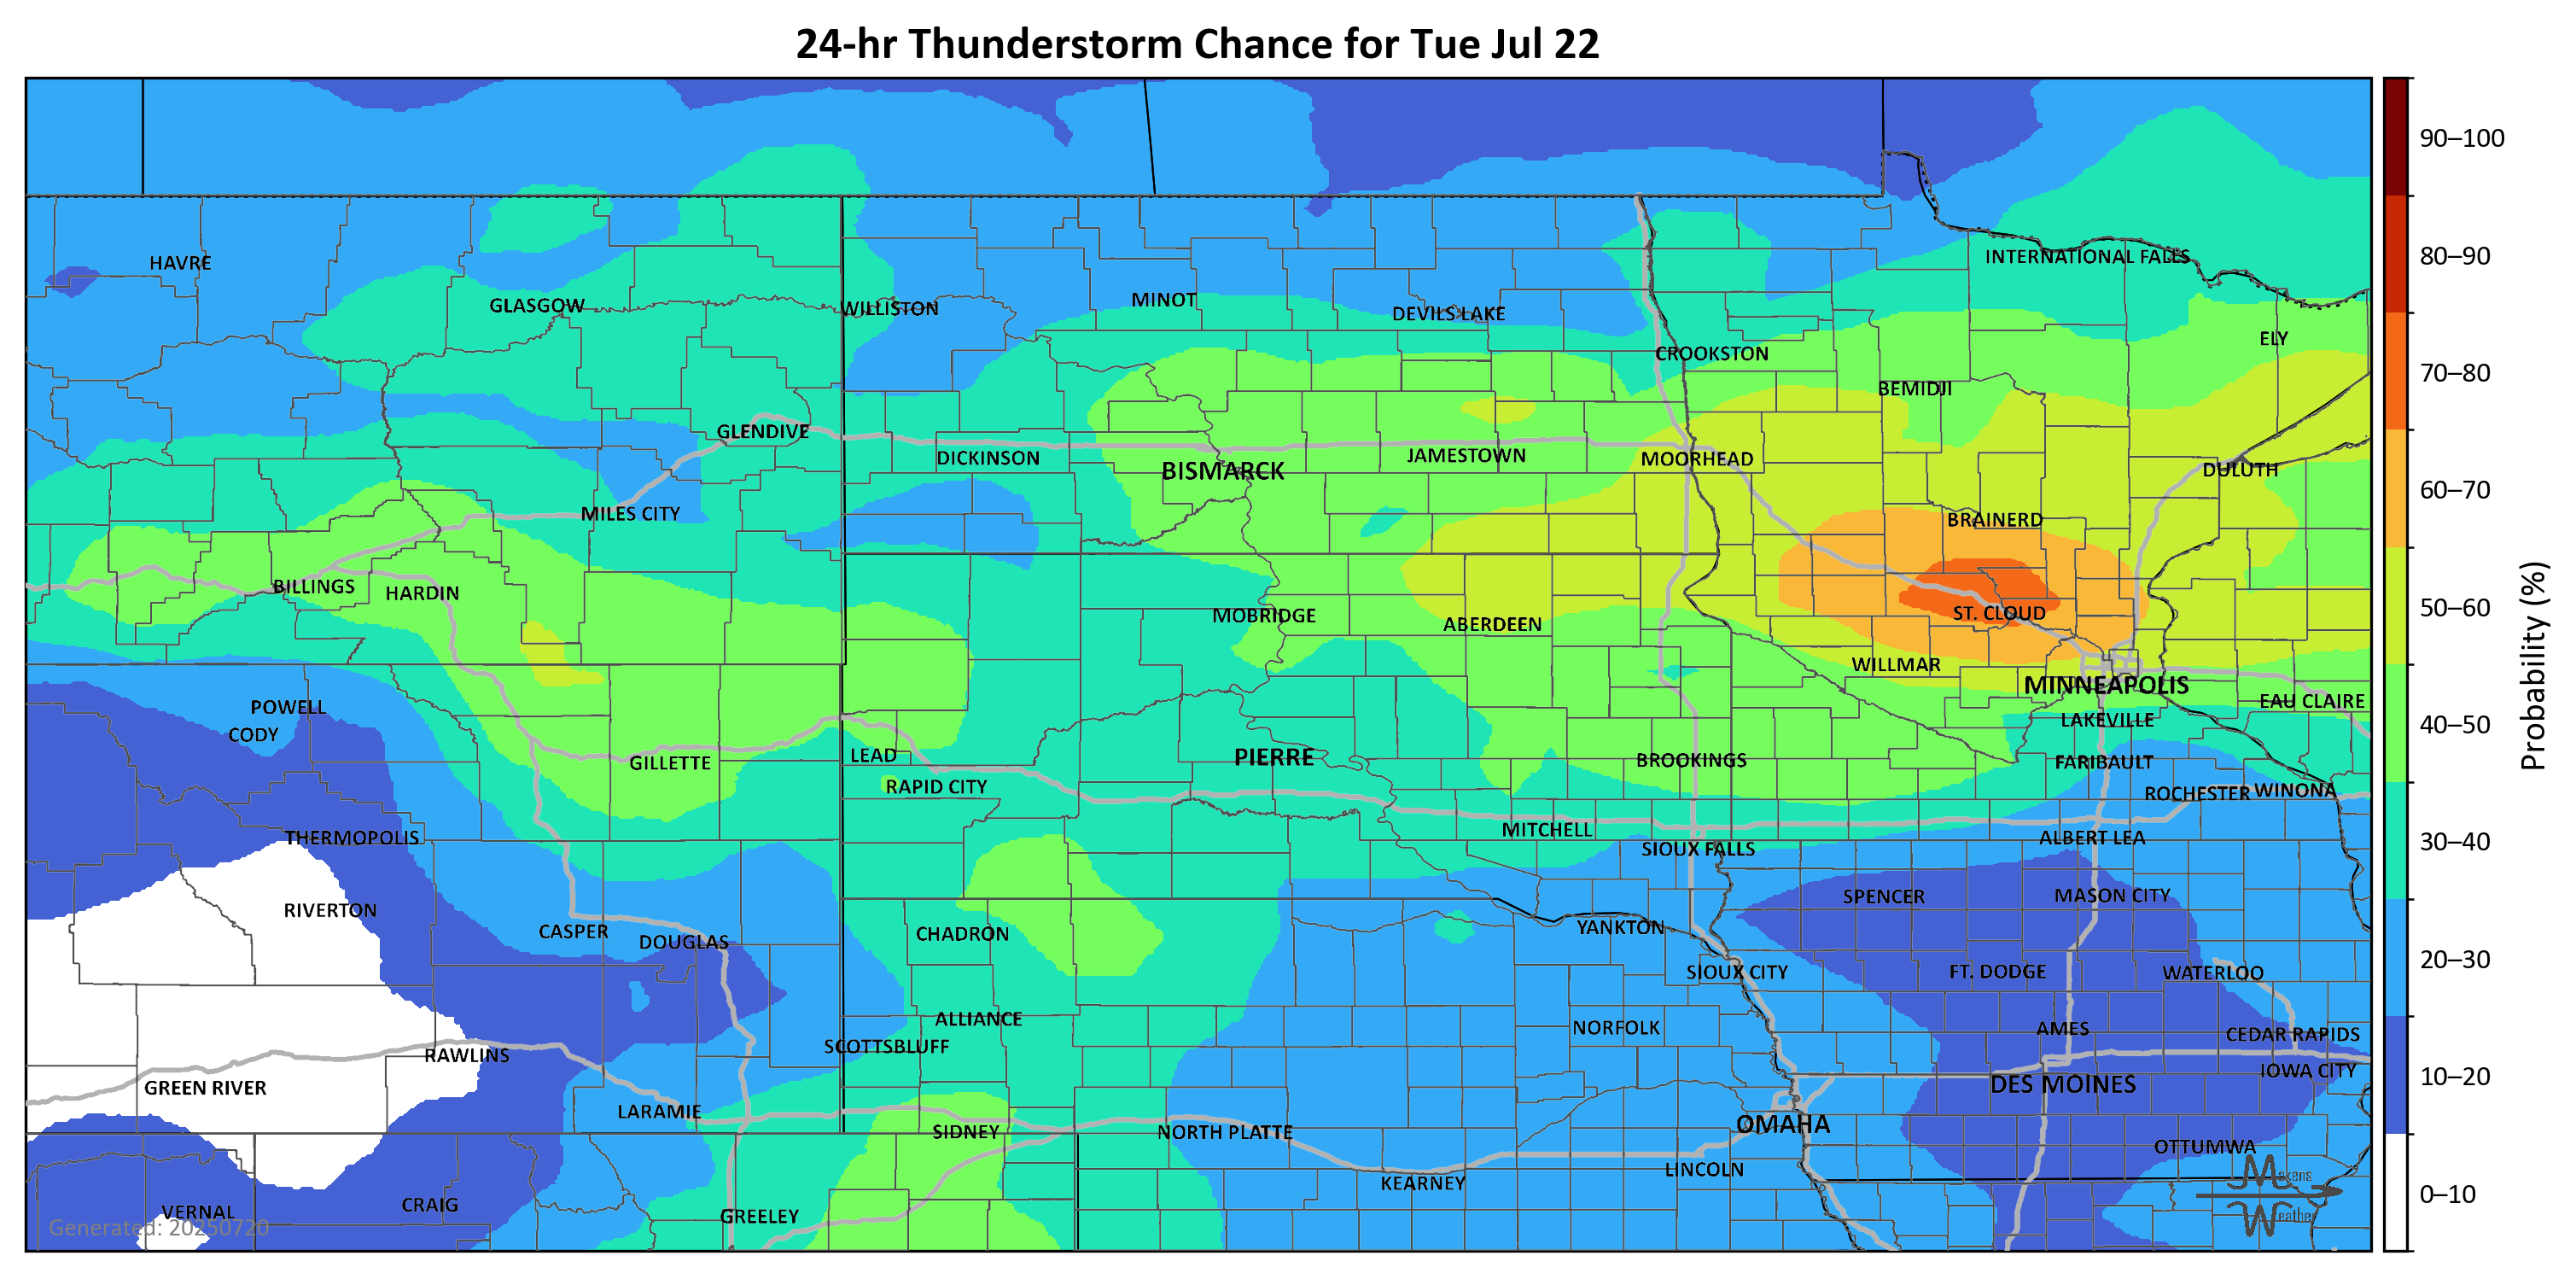 24-hr Thunderstorm Chance for Tue Jul 22
90–100
80–90
70–80
60–70
50–60
40–50
30–40
20–30
10–20
0–10
Probability (%)
HAVRE
INTERNATIONAL FALLS
GLASGOW
WILLISTON
MINOT
DEVILS LAKE
ELY
CROOKSTON
BEMIDJI
GLENDIVE
DICKINSON
BISMARCK
JAMESTOWN
MOORHEAD
DULUTH
MILES CITY
BRAINERD
BILLINGS
HARDIN
MOBRIDGE
ABERDEEN
ST. CLOUD
WILLMAR
MINNEAPOLIS
POWELL
EAU CLAIRE
CODY
LAKEVILLE
LEAD
PIERRE
GILLETTE
BROOKINGS
FARIBAULT
RAPID CITY
ROCHESTER
WINONA
THERMOPOLIS
MITCHELL
ALBERT LEA
SIOUX FALLS
RIVERTON
SPENCER
MASON CITY
CASPER
DOUGLAS
CHADRON
YANKTON
SIOUX CITY
FT. DODGE
WATERLOO
ALLIANCE
NORFOLK
AMES
CEDAR RAPIDS
SCOTTSBLUFF
RAWLINS
GREEN RIVER
DES MOINES
IOWA CITY
LARAMIE
SIDNEY
NORTH PLATTE
OMAHA
OTTUMWA
LINCOLN
KEARNEY
VERNAL
CRAIG
GREELEY
Generated: 20250720
Makens
Weather